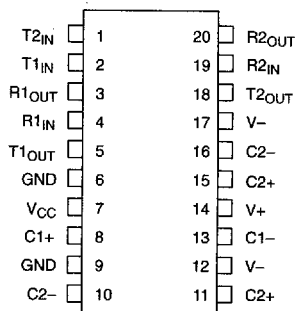 T2IN 1 20 R2OUT
T1IN 2 19 R2IN
R1OUT 3 18 T2OUT
R1IN 4 17 V–
T1OUT 5 16 C2–
GND 6 15 C2+
VCC 7 14 V+
C1+ 8 13 C1–
GND 9 12 V–
C2– 10 11 C2+